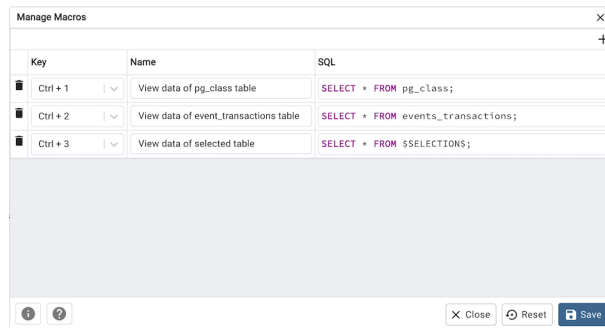 Manage Macros
Key Name SQL
Ctrl + 1 View data of pg_class table SELECT * FROM pg_class;
Ctrl + 2 View data of event_transactions table SELECT * FROM events_transactions;
Ctrl + 3 View data of selected table SELECT * FROM $SELECTION$;
Close Reset Save